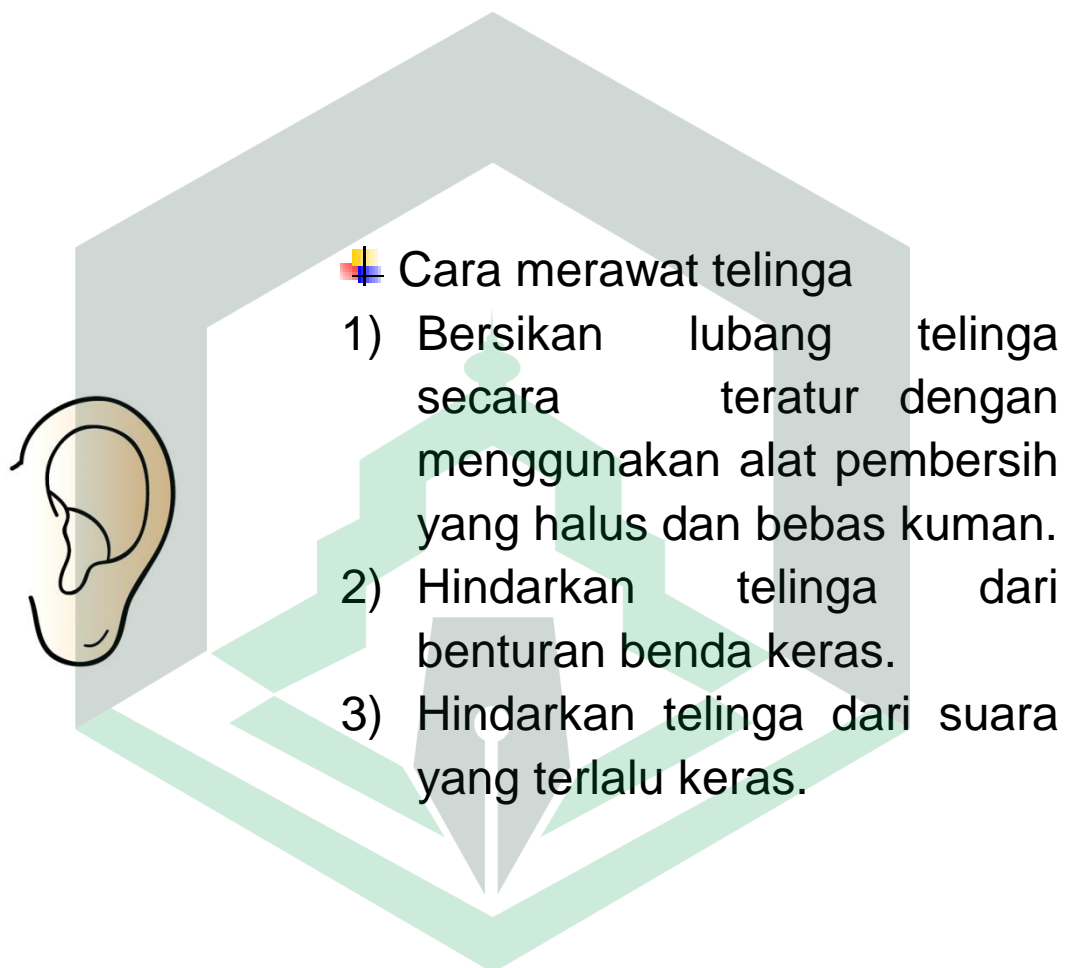 Cara merawat telinga
1) Bersikan lubang telinga
secara teratur dengan
menggunakan alat pembersih
yang halus dan bebas kuman.
2) Hindarkan telinga dari
benturan benda keras.
3) Hindarkan telinga dari suara
yang terlalu keras.